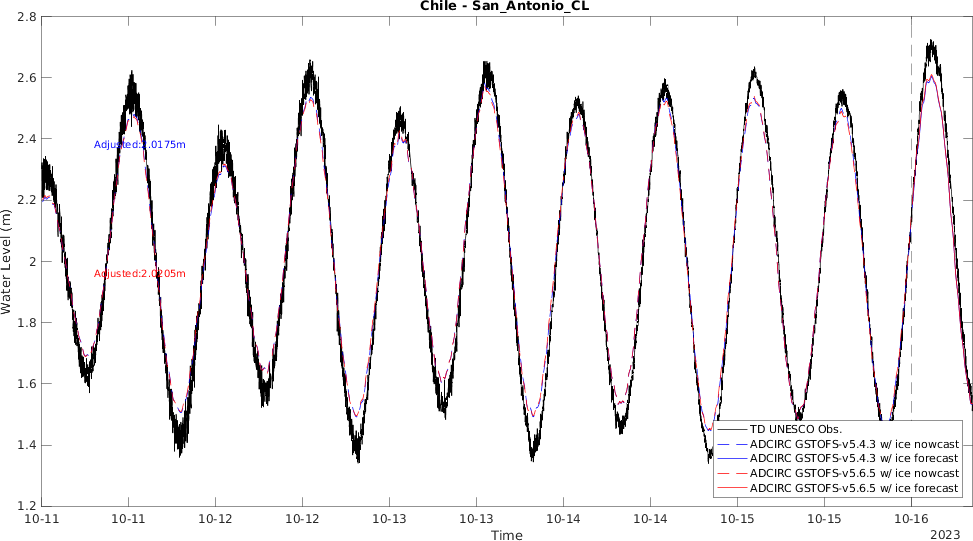 Chile - San_Antonio_CL
2.8
2.6
2.4
2.2
2
1.8
1.6
1.4
1.2
Water Level (m)
Adjusted:2.0175m
Adjusted:2.0205m
TD UNESCO Obs.
ADCIRC GSTOFS-v5.4.3 w/ ice nowcast
ADCIRC GSTOFS-v5.4.3 w/ ice forecast
ADCIRC GSTOFS-v5.6.5 w/ ice nowcast
ADCIRC GSTOFS-v5.6.5 w/ ice forecast
10-11 10-11 10-12 10-12 10-13 10-13 10-14 10-14 10-15 10-15 10-16
Time
2023